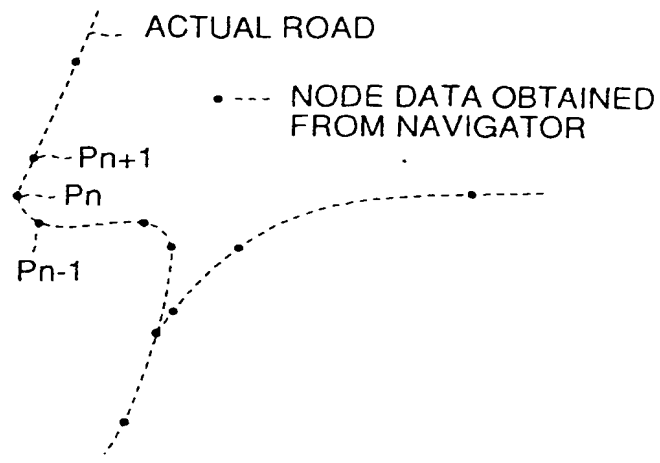 ACTUAL ROAD
NODE DATA OBTAINED
FROM NAVIGATOR
Pn+1
Pn
Pn-1